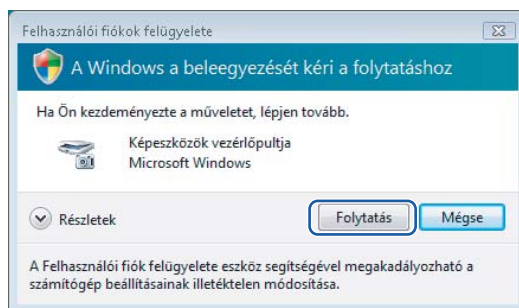 Felhasználói fiókok felügyelete
A Windows a beleegyezését kéri a folytatáshoz
Ha Ön kezdeményezte a műveletet, lépjen tovább.
Képeszközök vezérlőpultja
Microsoft Windows
Részletek
Folytatás
Mégse
A Felhasználói fiók felügyelete eszköz segítségével megakadályozható a
számítógép beállításainak illetéktelen módosítása.